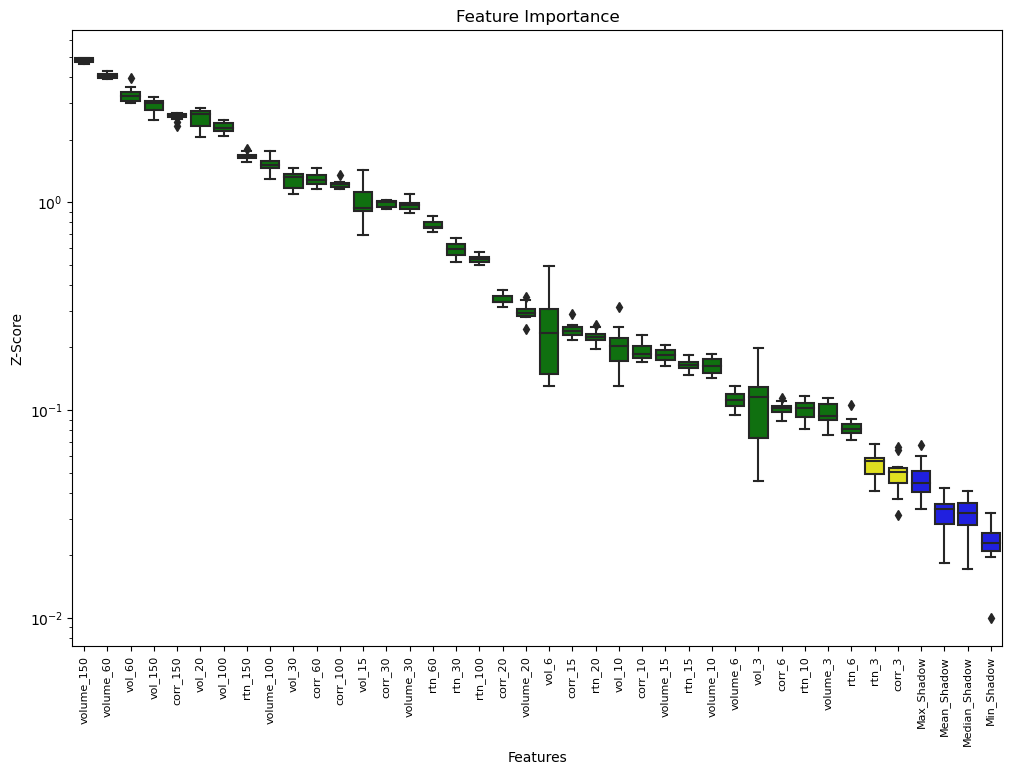 Feature Importance
Z-Score
10^0
10^-1
10^-2
volume_150
volume_60
vol_60
vol_150
corr_150
vol_20
vol_100
rtn_150
volume_100
vol_30
corr_60
corr_100
vol_15
corr_30
volume_30
rtn_60
rtn_30
rtn_100
corr_20
volume_20
vol_6
corr_15
rtn_20
vol_10
corr_10
volume_15
rtn_15
volume_10
volume_6
vol_3
corr_6
rtn_10
volume_3
rtn_6
rtn_3
corr_3
Max_Shadow
Mean_Shadow
Median_Shadow
Min_Shadow
Features